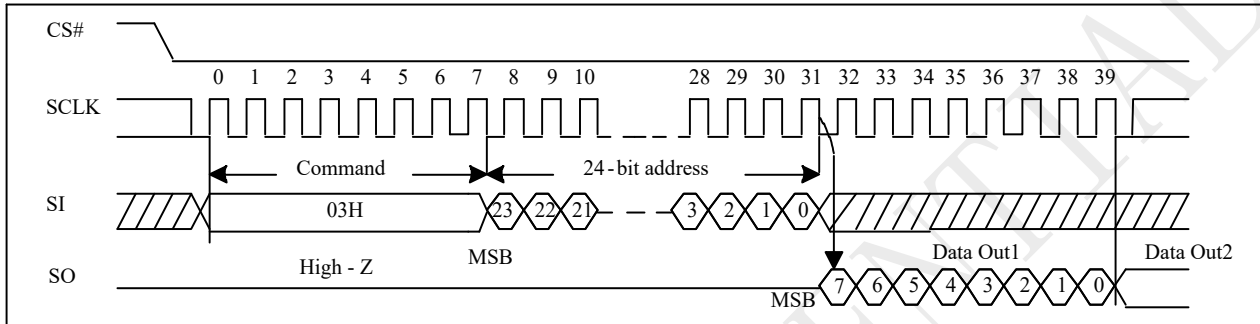 CS#
0 1 2 3 4 5 6 7 8 9 10 28 29 30 31 32 33 34 35 36 37 38 39
SCLK
Command 24-bit address
SI 03H 23 22 21 3 2 1 0
High - Z MSB Data Out1 Data Out2
SO MSB 7 6 5 4 3 2 1 0